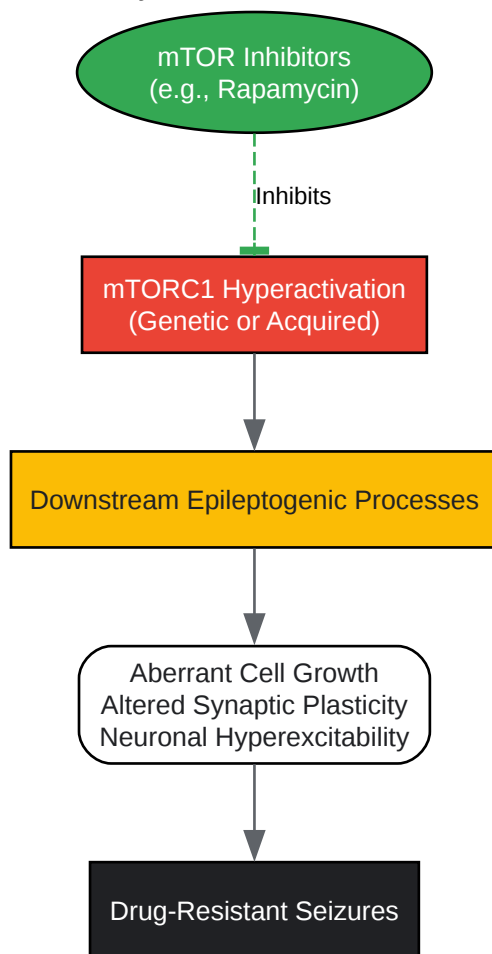 mTOR Inhibitors
(e.g., Rapamycin)
Inhibits
mTORC1 Hyperactivation
(Genetic or Acquired)
Downstream Epileptogenic Processes
Aberrant Cell Growth
Altered Synaptic Plasticity
Neuronal Hyperexcitability
Drug-Resistant Seizures